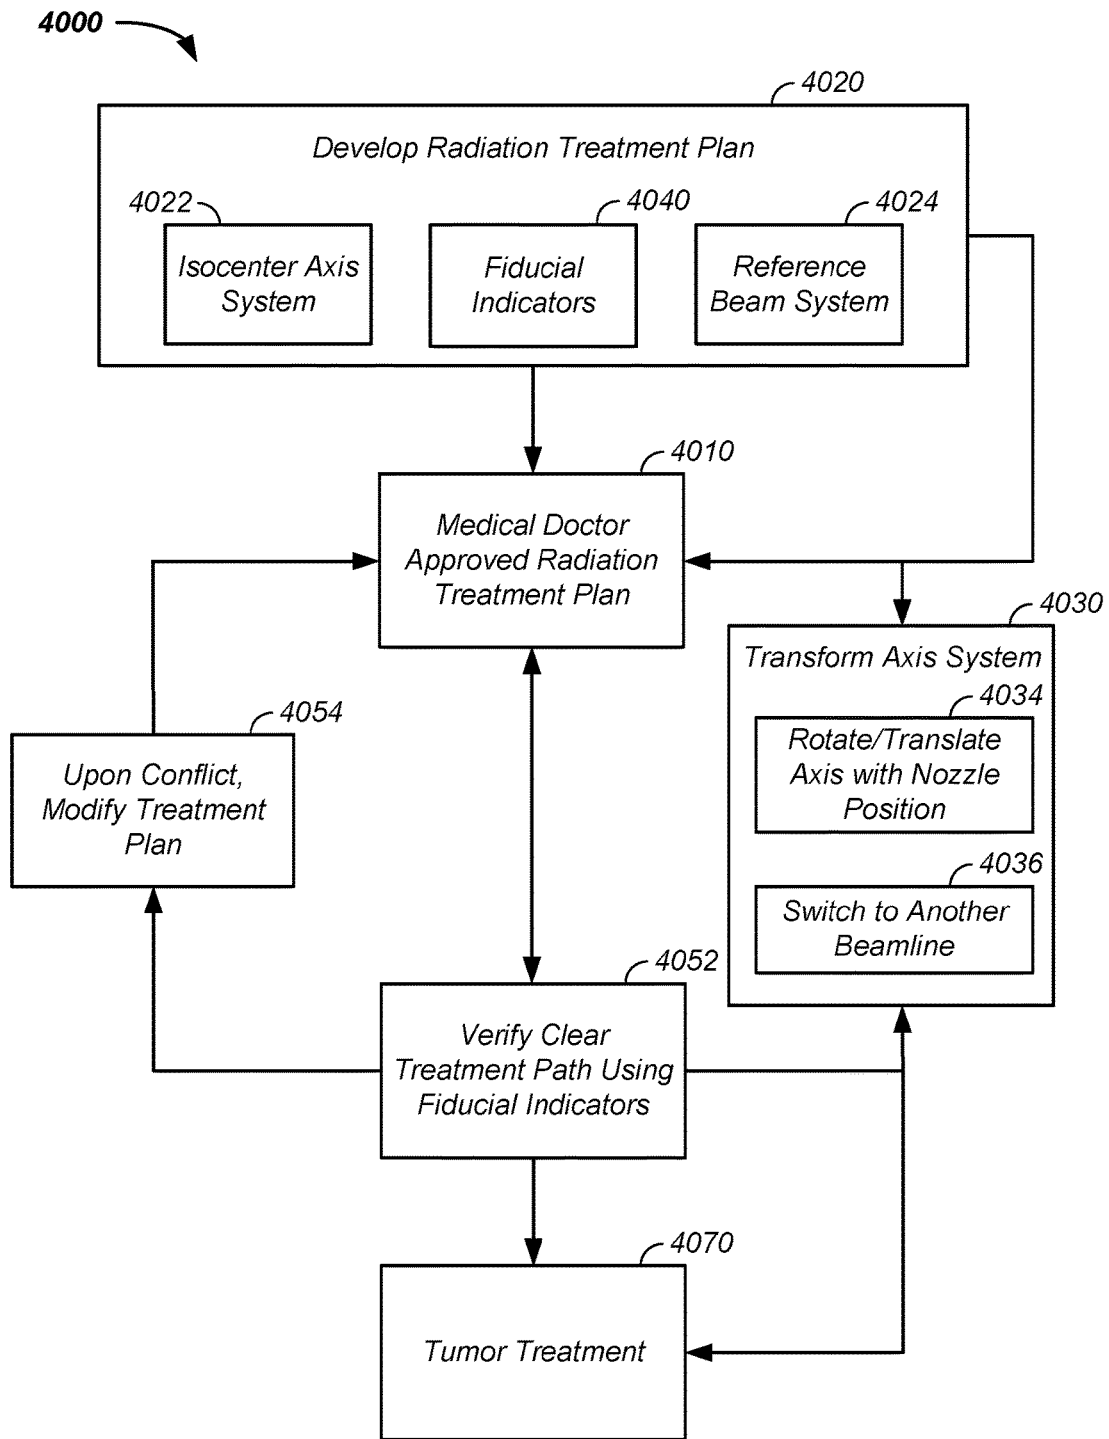 4000
4020
Develop Radiation Treatment Plan
4022
Isocenter Axis
System
4040
Fiducial
Indicators
4024
Reference
Beam System
4010
Medical Doctor
Approved Radiation
Treatment Plan
4030
Transform Axis System
4034
Rotate/Translate
Axis with Nozzle
Position
4036
Switch to Another
Beamline
4054
Upon Conflict,
Modify Treatment
Plan
4052
Verify Clear
Treatment Path Using
Fiducial Indicators
4070
Tumor Treatment